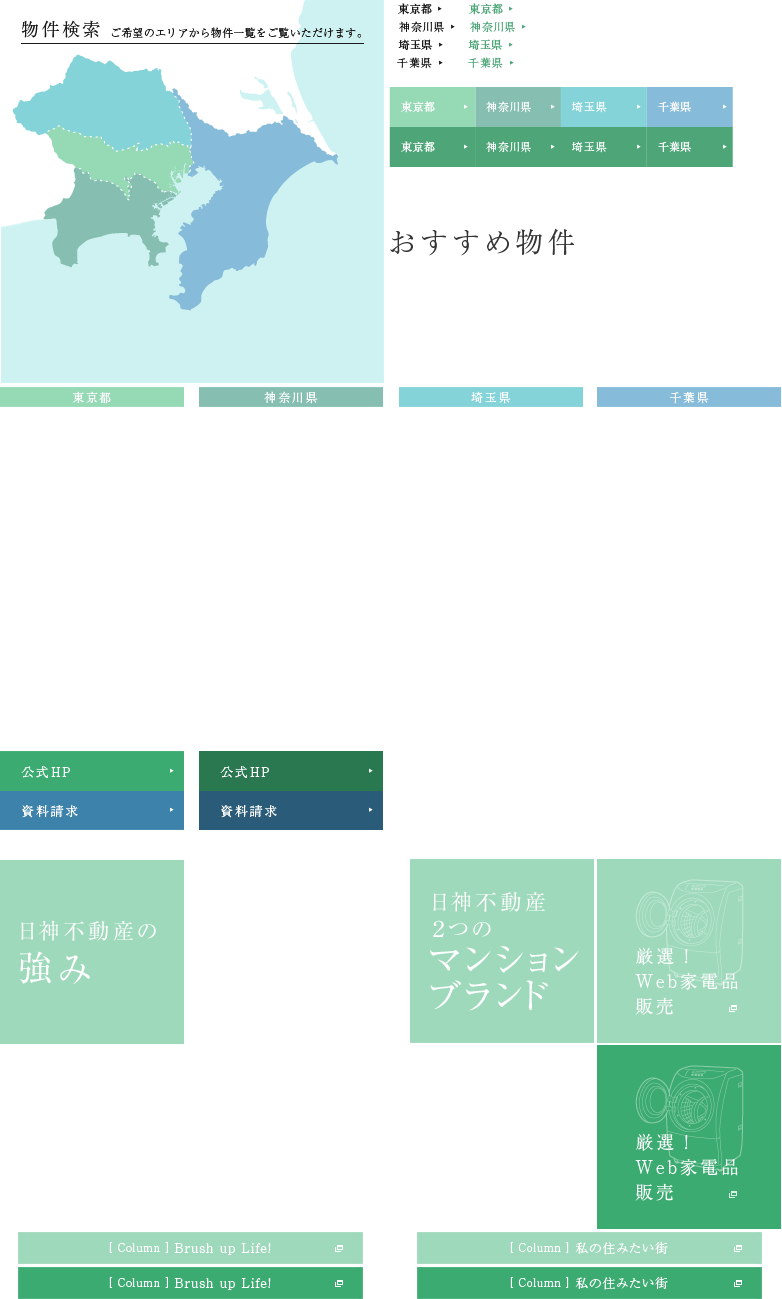 物件検索 ご希望のエリアから物件一覧をご覧いただけます。
東京都 東京都
神奈川県 神奈川県
埼玉県 埼玉県
千葉県 千葉県
東京都 神奈川県 埼玉県 千葉県
東京都 神奈川県 埼玉県 千葉県
おすすめ物件
東京都 神奈川県 埼玉県 千葉県
公式HP 公式HP
資料請求 資料請求
日神不動産の
強み
日神不動産
2つの
マンション
ブランド
厳選！
Web家電品
販売
厳選！
Web家電品
販売
[ Column ] Brush up Life! [ Column ] 私の住みたい街
[ Column ] Brush up Life! [ Column ] 私の住みたい街